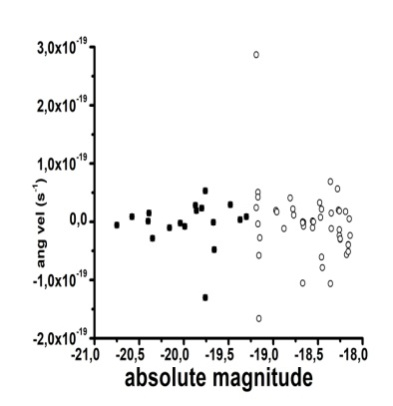 3,0x10⁻¹⁹
2,0x10⁻¹⁹
1,0x10⁻¹⁹
0,0
-1,0x10⁻¹⁹
-2,0x10⁻¹⁹
ang vel (s⁻¹)
-21,0 -20,5 -20,0 -19,5 -19,0 -18,5 -18,0
absolute magnitude